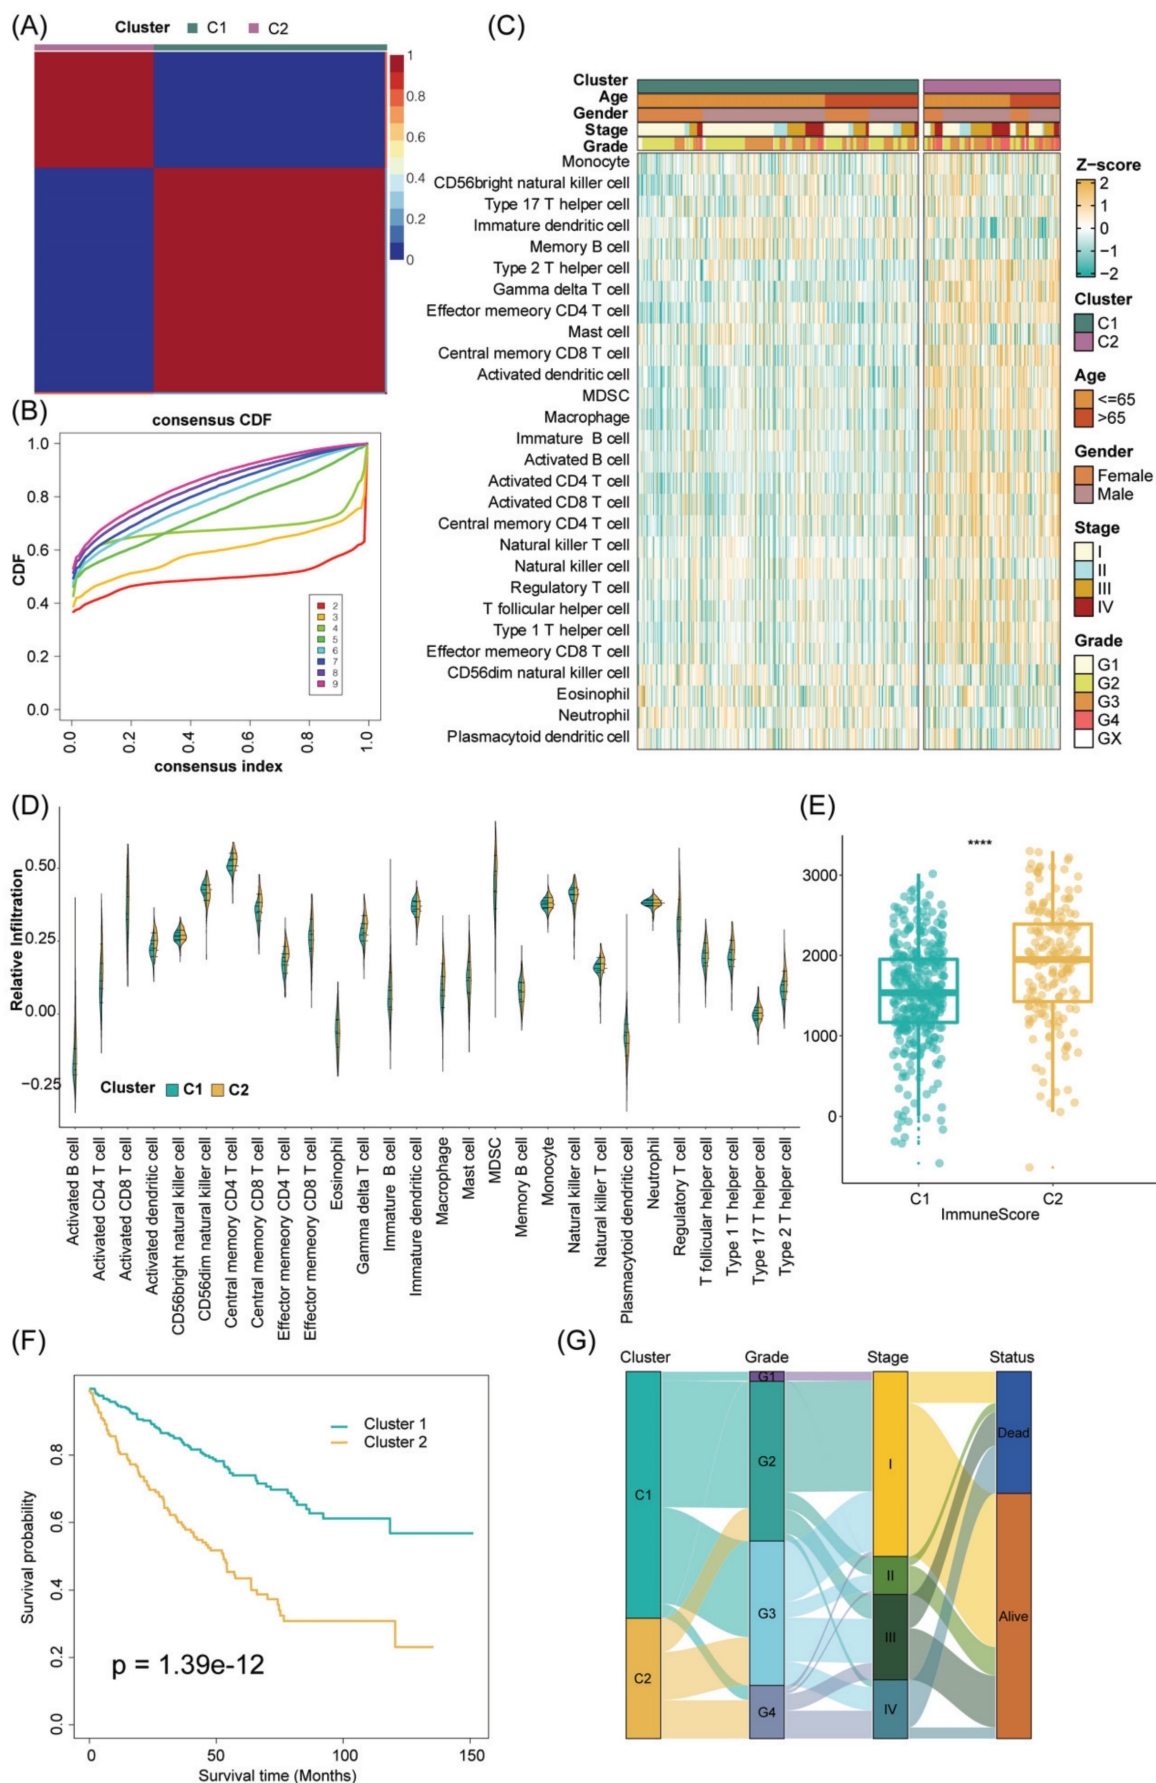 (A)
Cluster C1 C2
1
0.8
0.6
0.4
0.2
0
(B)
consensus CDF
1.0
0.8
0.6
0.4
0.2
0.0
CDF
2
3
4
5
6
7
8
9
0.0 0.2 0.4 0.6 0.8 1.0
consensus index
(C)
Cluster
Age
Gender
Stage
Grade
Monocyte
CD56bright natural killer cell
Type 17 T helper cell
Immature dendritic cell
Memory B cell
Type 2 T helper cell
Gamma delta T cell
Effector memeory CD4 T cell
Mast cell
Central memory CD8 T cell
Activated dendritic cell
MDSC
Macrophage
Immature B cell
Activated B cell
Activated CD4 T cell
Activated CD8 T cell
Central memory CD4 T cell
Natural killer T cell
Natural killer cell
Regulatory T cell
T follicular helper cell
Type 1 T helper cell
Effector memeory CD8 T cell
CD56dim natural killer cell
Eosinophil
Neutrophil
Plasmacytoid dendritic cell
Z-score
2
1
0
−1
−2
Cluster
C1
C2
Age
<=65
>65
Gender
Female
Male
Stage
I
II
III
IV
Grade
G1
G2
G3
G4
GX
(D)
Relative Infiltration
0.50
0.25
0.00
−0.25
Cluster C1 C2
Activated B cell
Activated CD4 T cell
Activated CD8 T cell
Activated dendritic cell
CD56bright natural killer cell
CD56dim natural killer cell
Central memory CD4 T cell
Central memory CD8 T cell
Effector memeory CD4 T cell
Effector memeory CD8 T cell
Eosinophil
Gamma delta T cell
Immature B cell
Immature dendritic cell
Macrophage
Mast cell
MDSC
Memory B cell
Monocyte
Natural killer cell
Natural killer T cell
Plasmacytoid dendritic cell
Neutrophil
Regulatory T cell
T follicular helper cell
Type 1 T helper cell
Type 17 T helper cell
Type 2 T helper cell
(E)
****
3000
2000
1000
0
C1 C2
ImmuneScore
(F)
Survival probability
0.8
0.6
0.4
0.2
0.0
Cluster 1
Cluster 2
p = 1.39e-12
0 50 100 150
Survival time (Months)
(G)
Cluster Grade Stage Status
C1
C2
G1
G2
G3
G4
I
II
III
IV
Dead
Alive